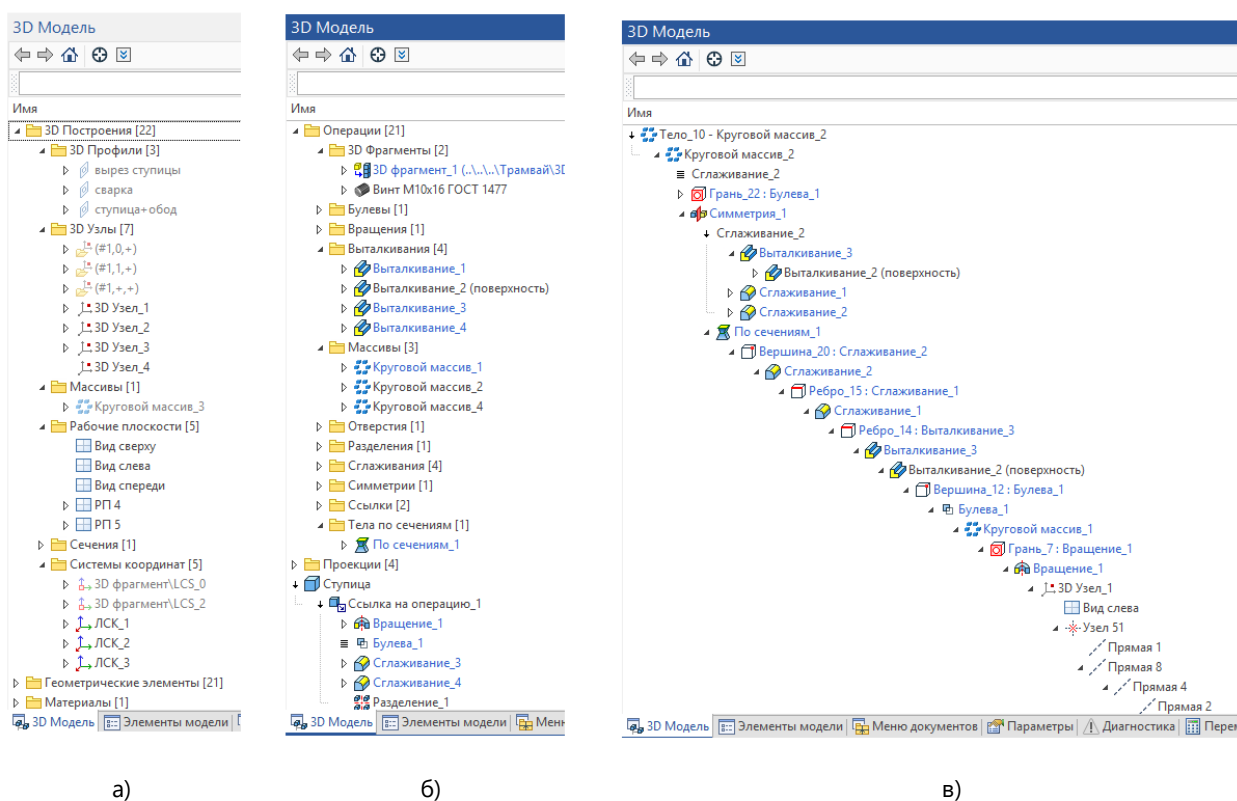 3D Модель
Имя
3D Построения [22]
3D Профили [3]
вырез ступицы
сварка
ступица+обод
3D Узлы [7]
(#1,0,+)
(#1,1,+)
(#1,+,+)
3D Узел_1
3D Узел_2
3D Узел_3
3D Узел_4
Массивы [1]
Круговой массив_3
Рабочие плоскости [5]
Вид сверху
Вид слева
Вид спереди
РП 4
РП 5
Сечения [1]
Системы координат [5]
3D фрагмент\LCS_0
3D фрагмент\LCS_2
ЛСК_1
ЛСК_2
ЛСК_3
Геометрические элементы [21]
Материалы [1]
3D Модель Элементы модели
а)
3D Модель
Имя
Операции [21]
3D Фрагменты [2]
3D фрагмент_1 (..\..\..\Трамвай\3D
Винт М10х16 ГОСТ 1477
Булевы [1]
Вращения [1]
Выталкивания [4]
Выталкивание_1
Выталкивание_2 (поверхность)
Выталкивание_3
Выталкивание_4
Массивы [3]
Круговой массив_1
Круговой массив_2
Круговой массив_4
Отверстия [1]
Разделения [1]
Сглаживания [4]
Симметрии [1]
Ссылки [2]
Тела по сечениям [1]
По сечениям_1
Проекции [4]
Ступица
Ссылка на операцию_1
Вращение_1
Булева_1
Сглаживание_3
Сглаживание_4
Разделение_1
3D Модель Элементы модели Мен
б)
3D Модель
Имя
Тело_10 - Круговой массив_2
Круговой массив_2
Сглаживание_2
Грань_22 : Булева_1
Симметрия_1
Сглаживание_2
Выталкивание_3
Выталкивание_2 (поверхность)
Сглаживание_1
Сглаживание_2
По сечениям_1
Вершина_20 : Сглаживание_2
Сглаживание_2
Ребро_15 : Сглаживание_1
Сглаживание_1
Ребро_14 : Выталкивание_3
Выталкивание_3
Выталкивание_2 (поверхность)
Вершина_12 : Булева_1
Булева_1
Круговой массив_1
Грань_7 : Вращение_1
Вращение_1
3D Узел_1
Вид слева
Узел 51
Прямая 1
Прямая 8
Прямая 4
Прямая 2
3D Модель Элементы модели Меню документов Параметры Диагностика Перем
в)